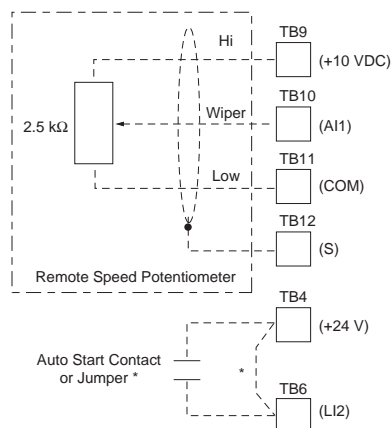 TB9
Hi
(+10 VDC)
TB10
2.5 kΩ
Wiper
(AI1)
TB11
Low
(COM)
TB12
(S)
Remote Speed Potentiometer
TB4
(+24 V)
Auto Start Contact
or Jumper *
*
TB6
(LI2)